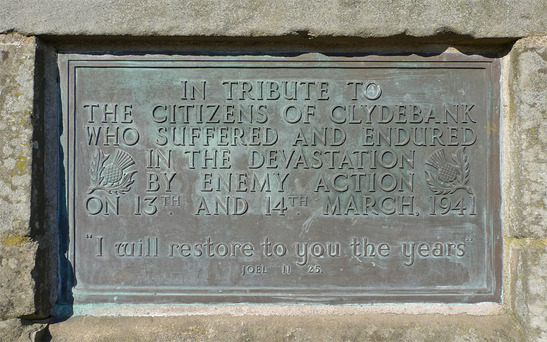 IN TRIBUTE TO
THE CITIZENS OF CLYDEBANK
WHO SUFFERED AND ENDURED
IN THE DEVASTATION
BY ENEMY ACTION
ON 13TH. AND 14TH. MARCH, 1941
"I will restore to you the years"
JOEL 11 25.